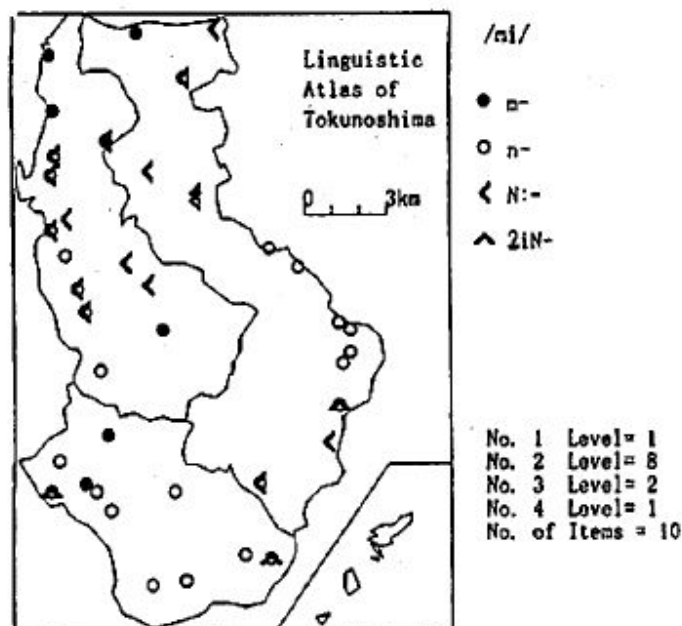 Linguistic
Atlas of
Tokunoshima
0 3km
/mi/
m-
n-
N:-
2iN-
No. 1 Level= 1
No. 2 Level= 8
No. 3 Level= 2
No. 4 Level= 1
No. of Items = 10